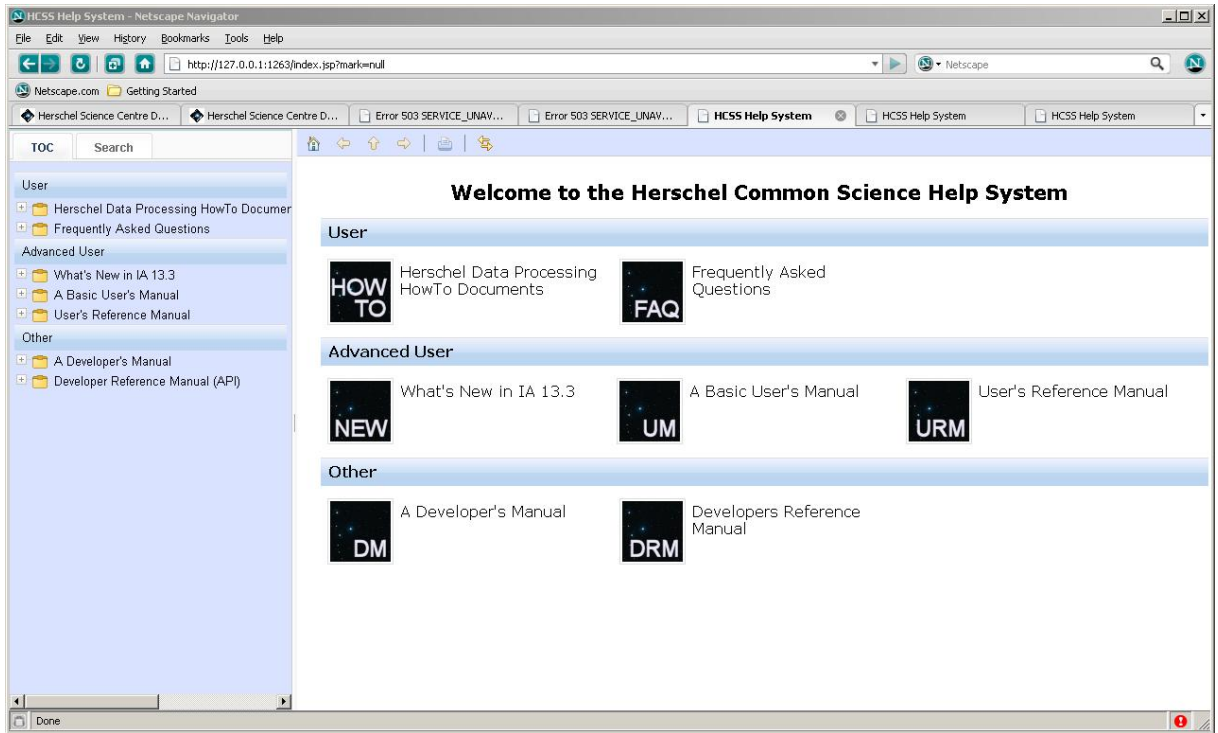 HCSS Help System - Netscape Navigator
File Edit View History Bookmarks Tools Help
http://127.0.0.1:1263/index.jsp?mark=null
Netscape
Netscape.com Getting Started
Herschel Science Centre D... Herschel Science Centre D... Error 503 SERVICE_UNAV... Error 503 SERVICE_UNAV... HCSS Help System HCSS Help System HCSS Help System
TOC Search
User
Herschel Data Processing HowTo Documen
Frequently Asked Questions
Advanced User
What's New in IA 13.3
A Basic User's Manual
User's Reference Manual
Other
A Developer's Manual
Developer Reference Manual (API)
Welcome to the Herschel Common Science Help System
User
HOW
TO
Herschel Data Processing
HowTo Documents
FAQ
Frequently Asked
Questions
Advanced User
NEW
What's New in IA 13.3
UM
A Basic User's Manual
URM
User's Reference Manual
Other
DM
A Developer's Manual
DRM
Developers Reference
Manual
Done